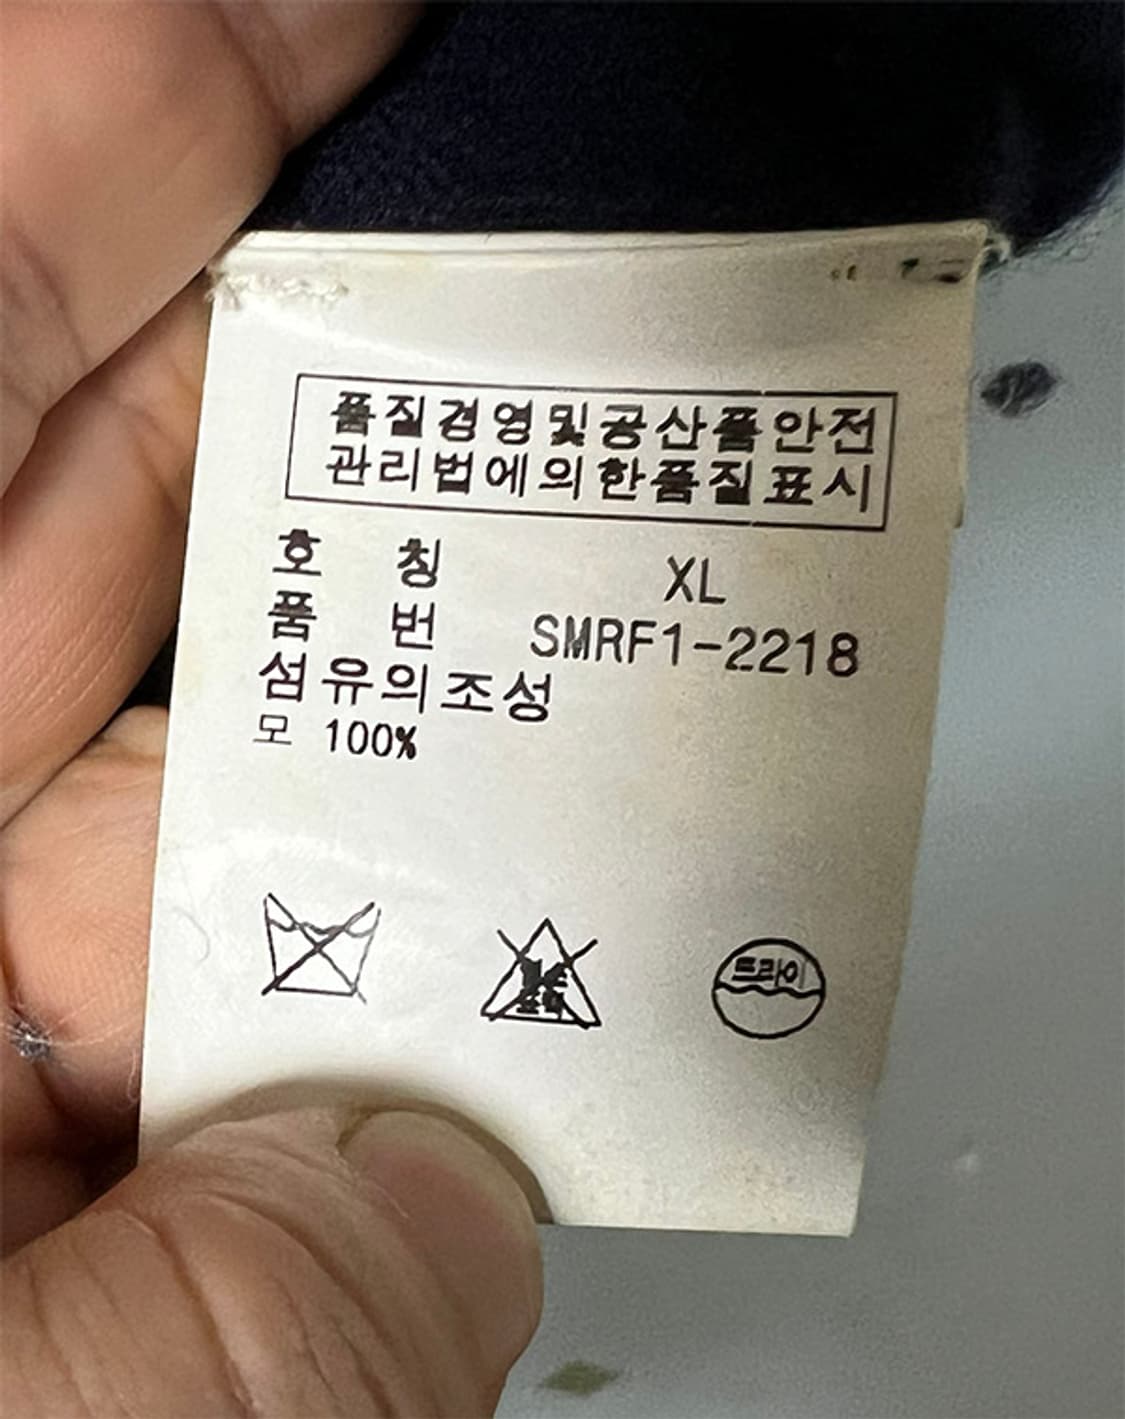 품질경영및공산품안전
관리법에의한품질표시
호 칭 XL
품 번 SMRF1-2218
섬유의조성
모 100%
드라이